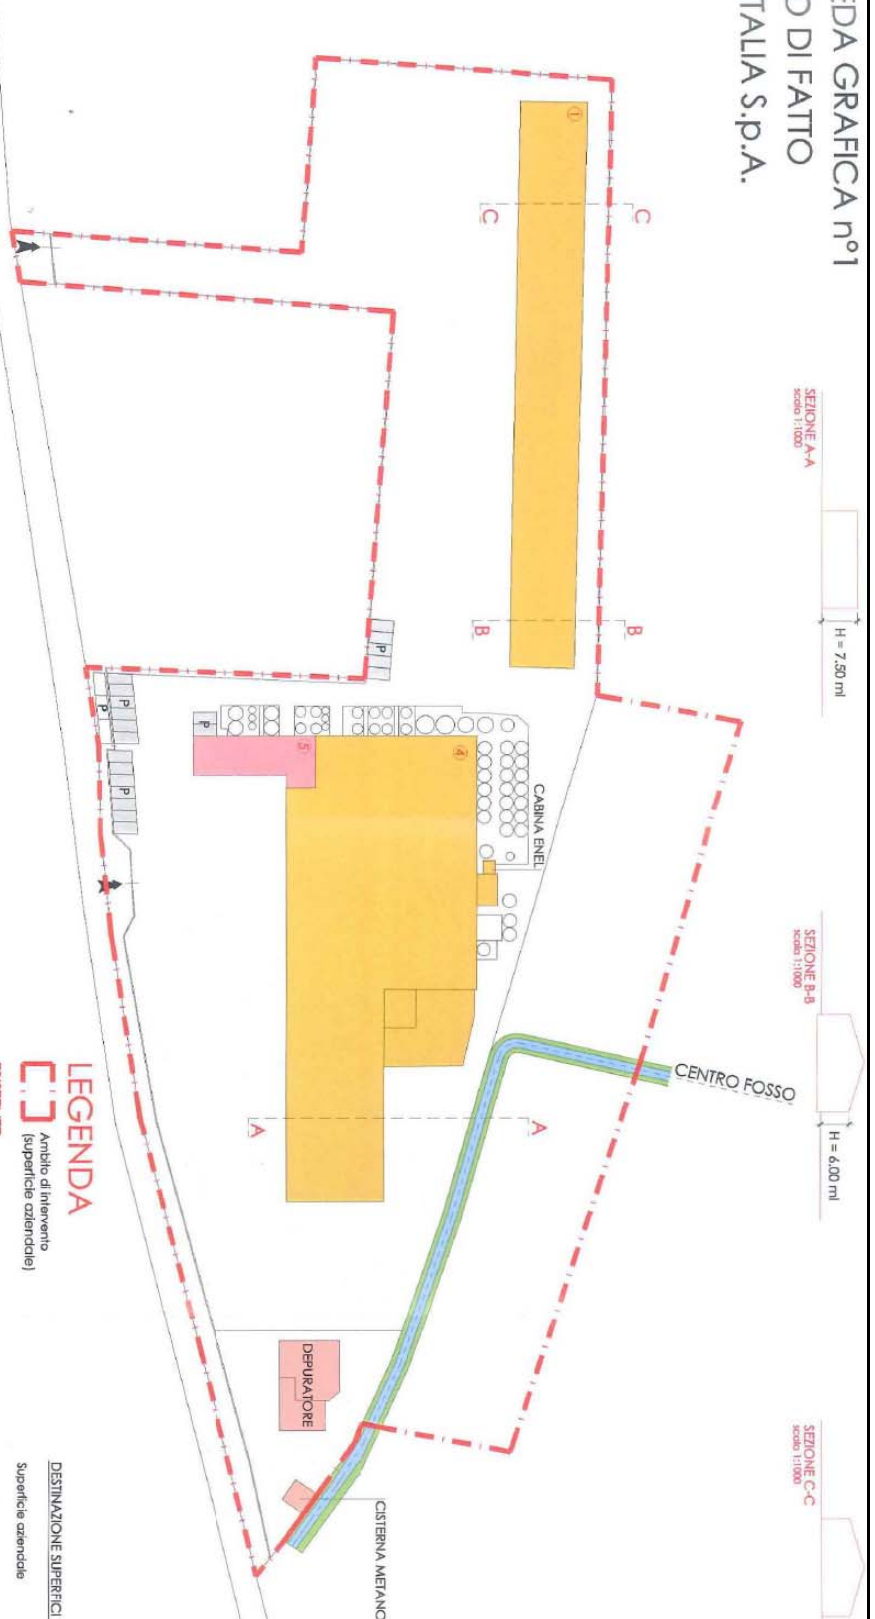 EDA GRAFICA n°1
O DI FATTO
TALIA S.p.A.
SEZIONE A-A
scala 1:1000
H = 7.50 ml
SEZIONE B-B
scala 1:1000
H = 6.00 ml
SEZIONE C-C
scala 1:1000
1
C
C
B
B
P
P
P
P
P
5
4
CABINA ENEL
A
A
CENTRO FOSSO
DEPURATORE
CISTERNA METANO
LEGENDA
Ambito di intervento
(superficie aziendale)
DESTINAZIONE SUPERFICI
Superficie aziendale